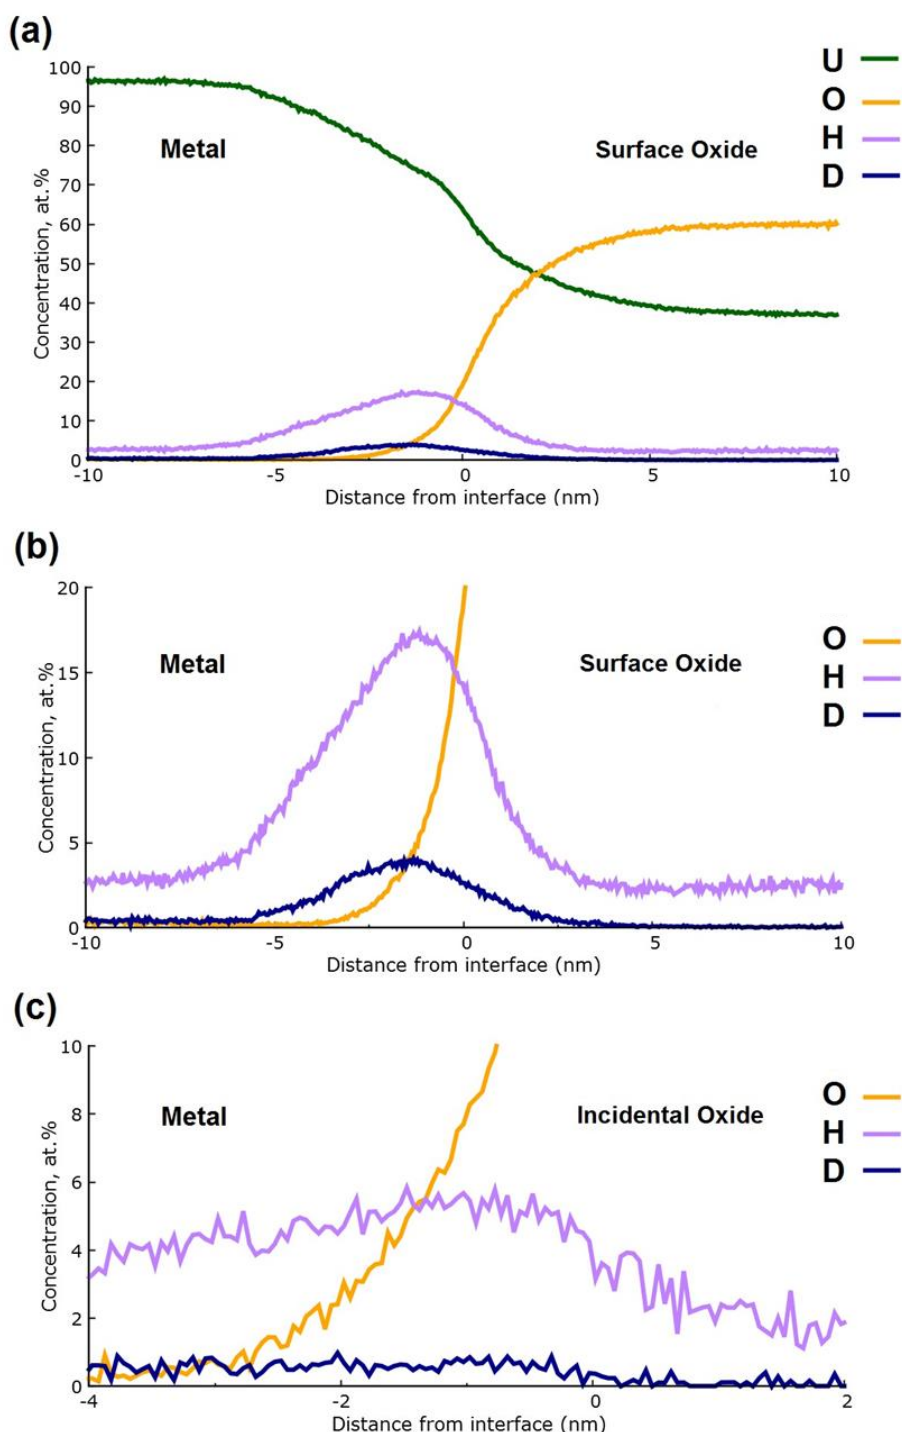 (a)
U
O
H
D
Metal
Surface Oxide
Concentration, at.%
100
90
80
70
60
50
40
30
20
10
0
-10
-5
0
5
10
Distance from interface (nm)
(b)
O
H
D
Metal
Surface Oxide
Concentration, at.%
20
15
10
5
0
-10
-5
0
5
10
Distance from interface (nm)
(c)
O
H
D
Metal
Incidental Oxide
Concentration, at.%
10
8
6
4
2
0
-4
-2
0
2
Distance from interface (nm)